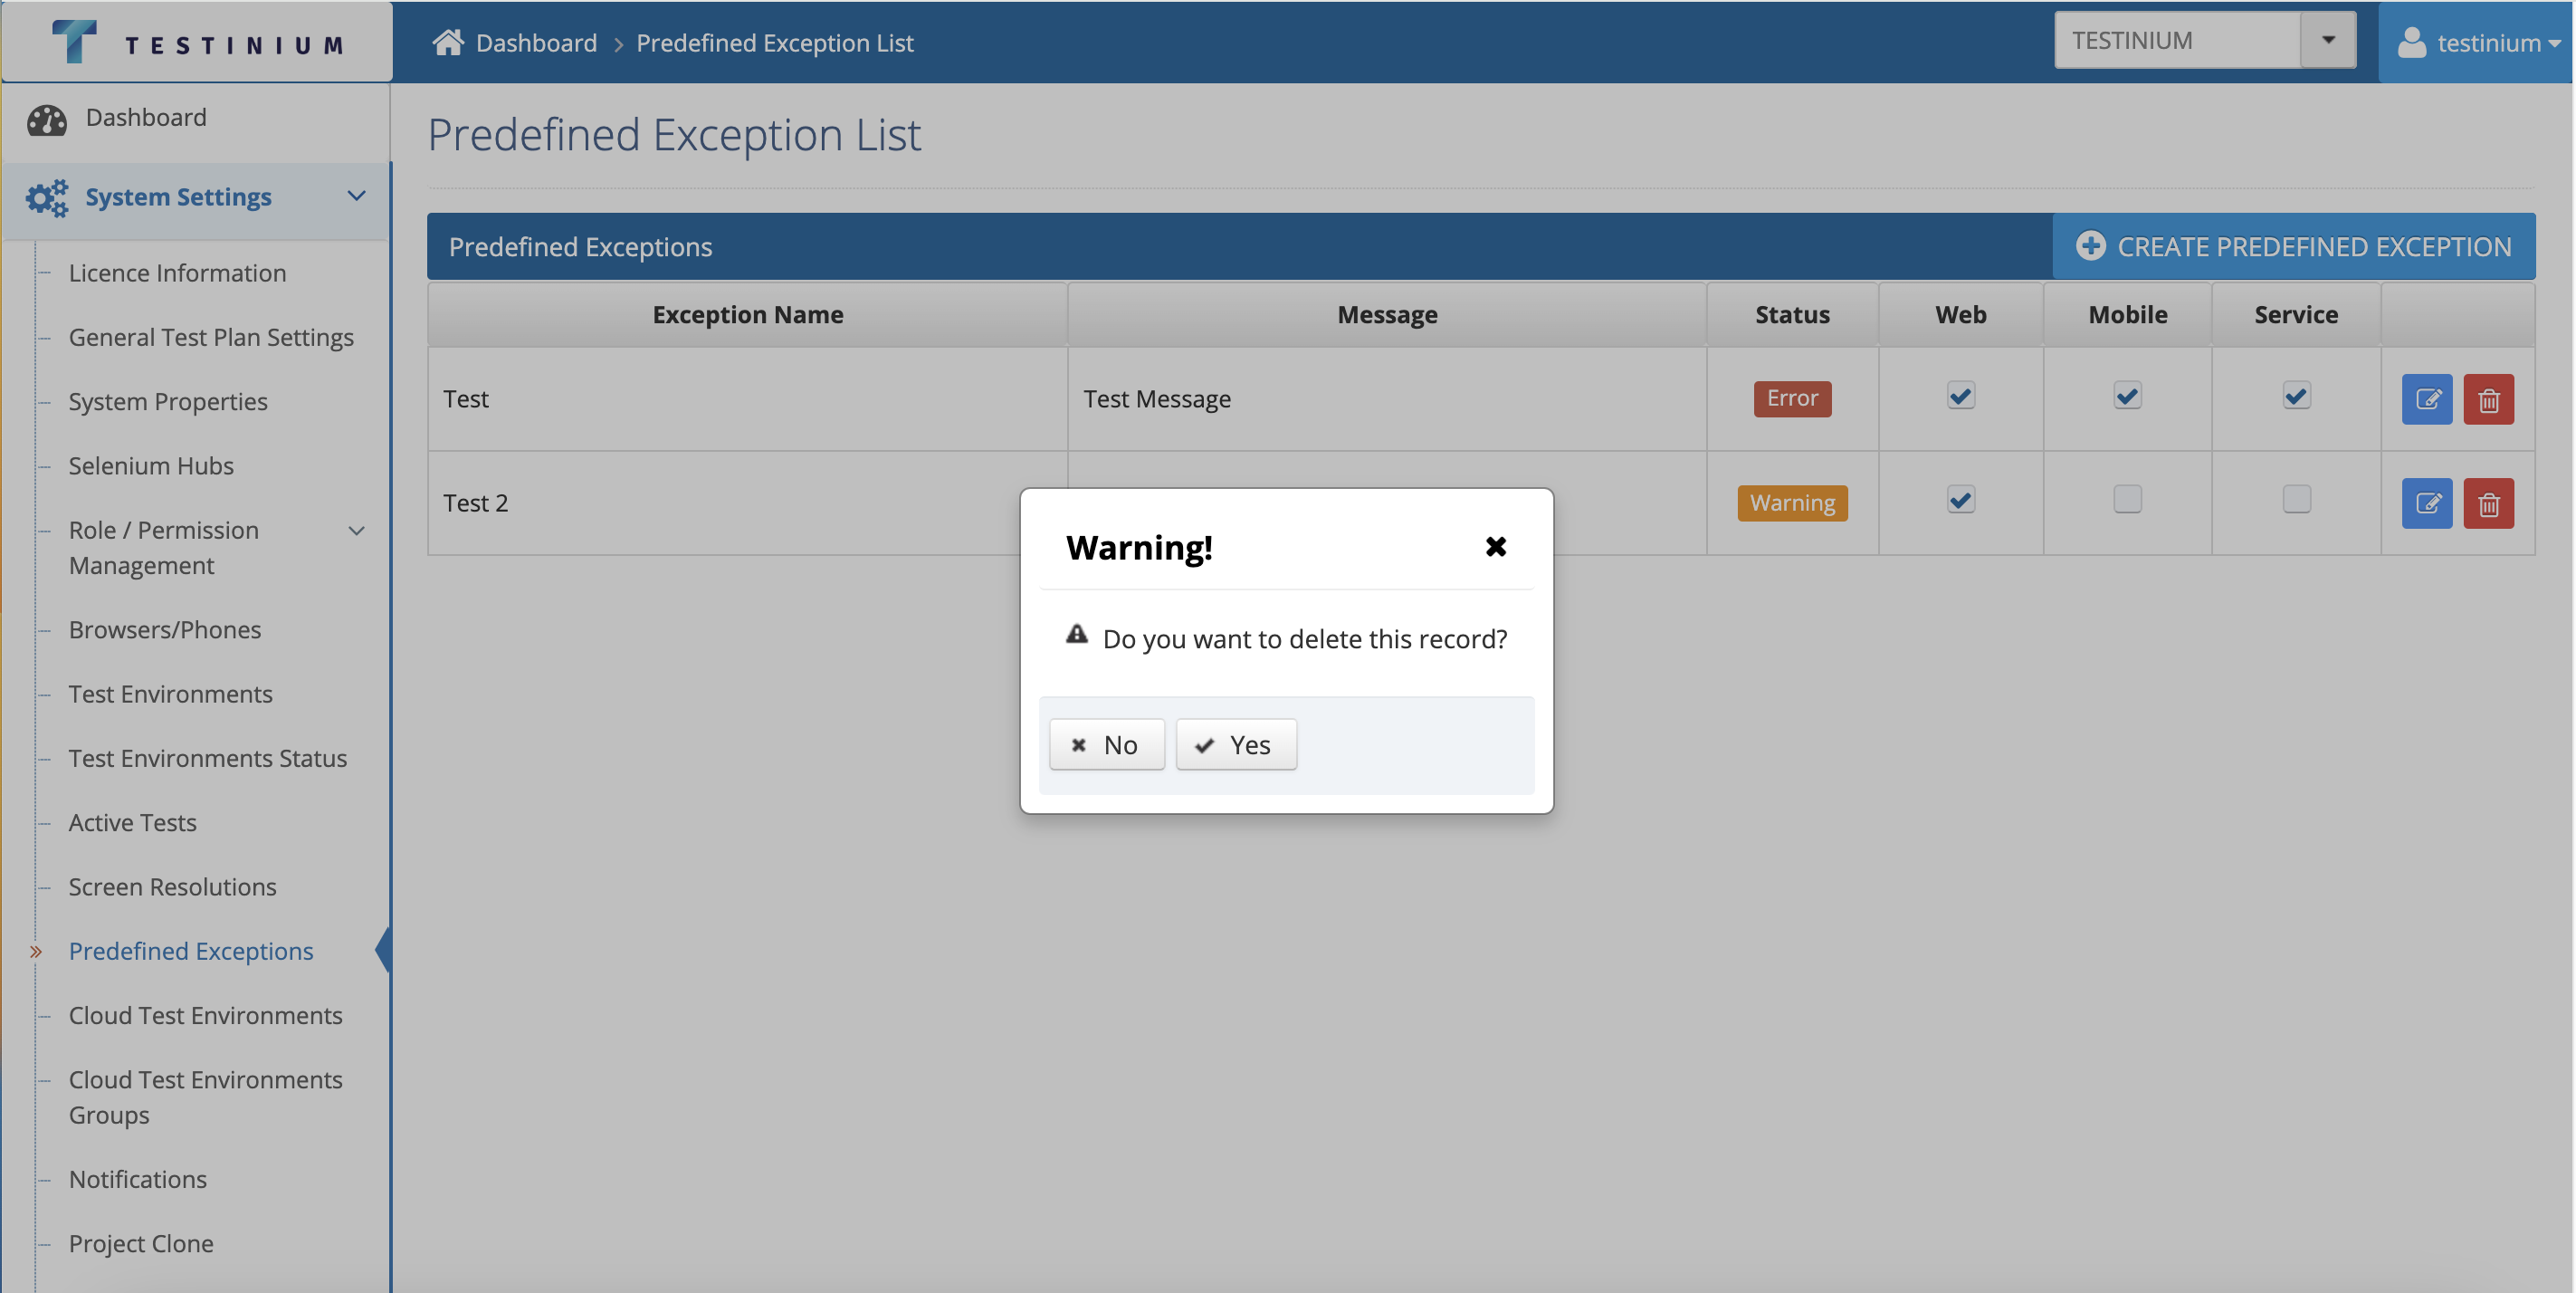 TESTINIUM
Dashboard > Predefined Exception List
TESTINIUM
testinium
Dashboard
System Settings
Licence Information
General Test Plan Settings
System Properties
Selenium Hubs
Role / Permission
Management
Browsers/Phones
Test Environments
Test Environments Status
Active Tests
Screen Resolutions
Predefined Exceptions
Cloud Test Environments
Cloud Test Environments
Groups
Notifications
Project Clone
Predefined Exception List
Predefined Exceptions
CREATE PREDEFINED EXCEPTION
Exception Name Message Status Web Mobile Service
Test Test Message Error
Test 2 Warning
Warning!
Do you want to delete this record?
No Yes